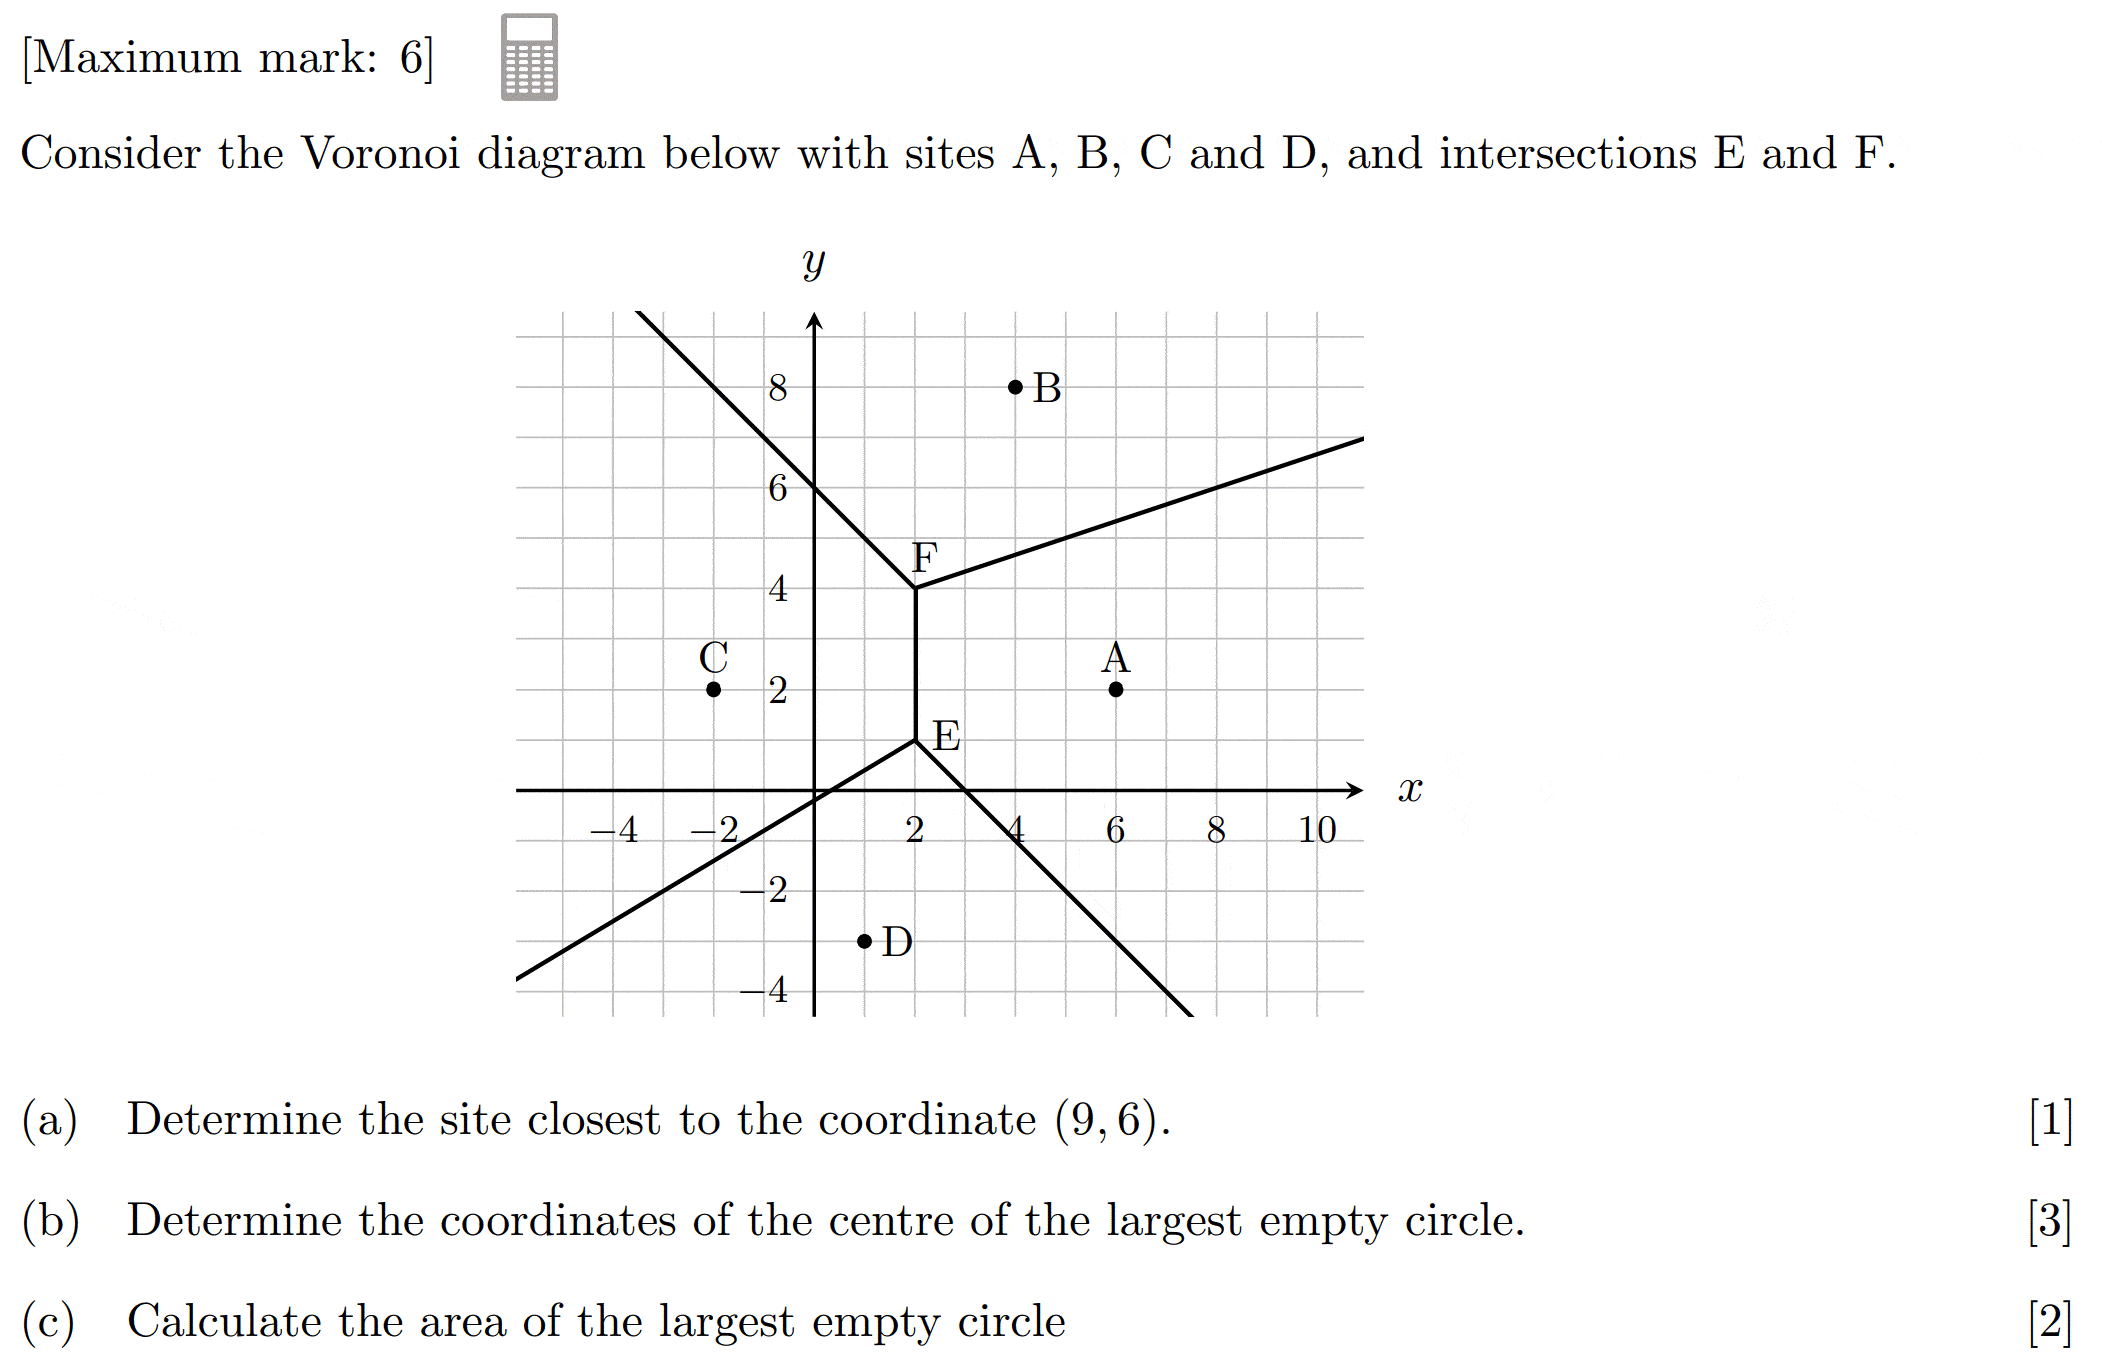 [Maximum mark: 6]
Consider the Voronoi diagram below with sites A, B, C and D, and intersections E and F.
y
8
B
6
F
4
C
A
2
E
x
−4 −2 2 4 6 8 10
−2
D
−4
(a) Determine the site closest to the coordinate (9, 6). [1]
(b) Determine the coordinates of the centre of the largest empty circle. [3]
(c) Calculate the area of the largest empty circle [2]